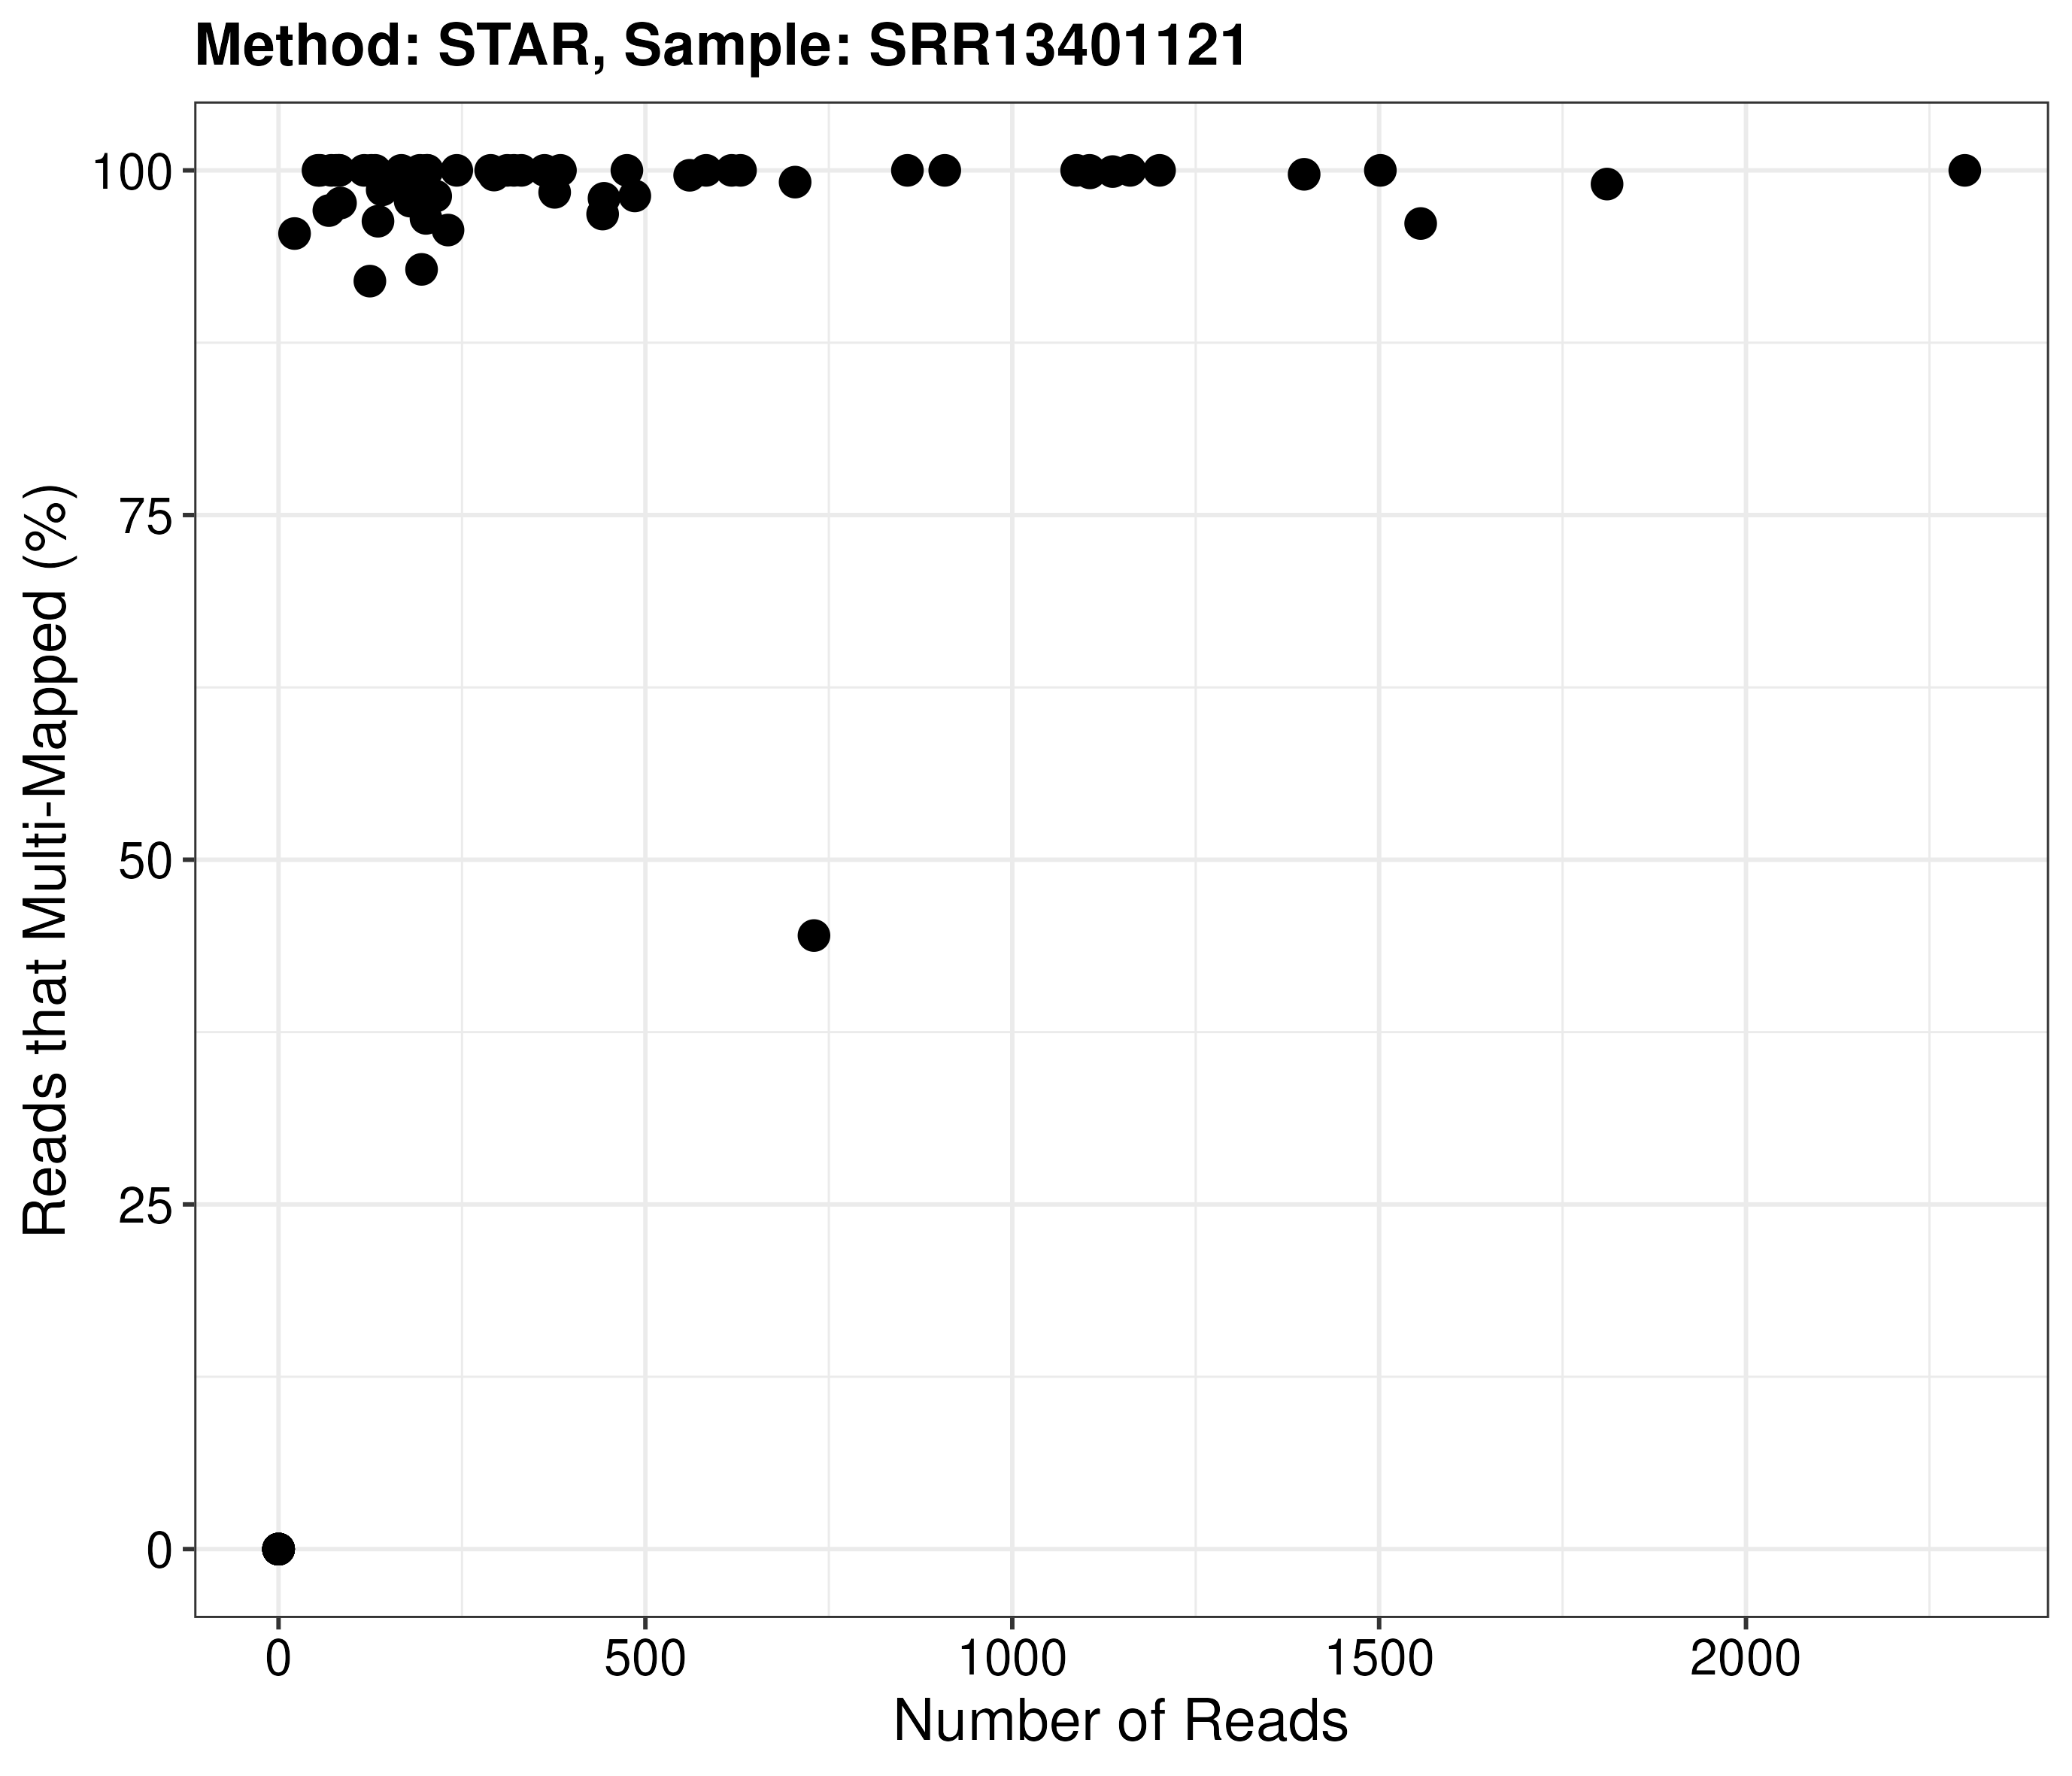 Method: STAR, Sample: SRR13401121
Reads that Multi-Mapped (%)
100
75
50
25
0
0 500 1000 1500 2000
Number of Reads